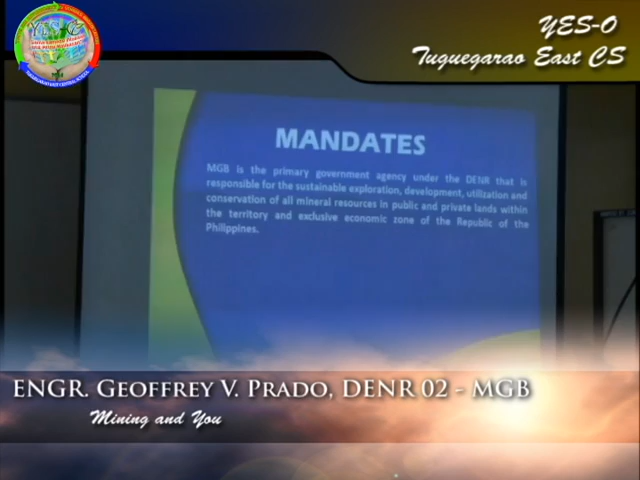 YES-O
Tuguegarao East CS
MANDATES
MGB is the primary government agency under the DENR that is
responsible for the sustainable exploration, development, utilization and
conservation of all mineral resources in public and private lands within
the territory and exclusive economic zone of the Republic of the
Philippines.
ENGR. GEOFFREY V. PRADO, DENR 02 - MGB
Mining and You